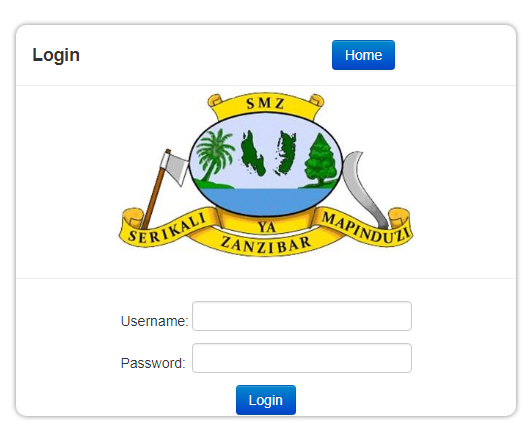 Login
Home
SMZ
SERIKALI YA MAPINDUZI
ZANZIBAR
Username:
Password:
Login